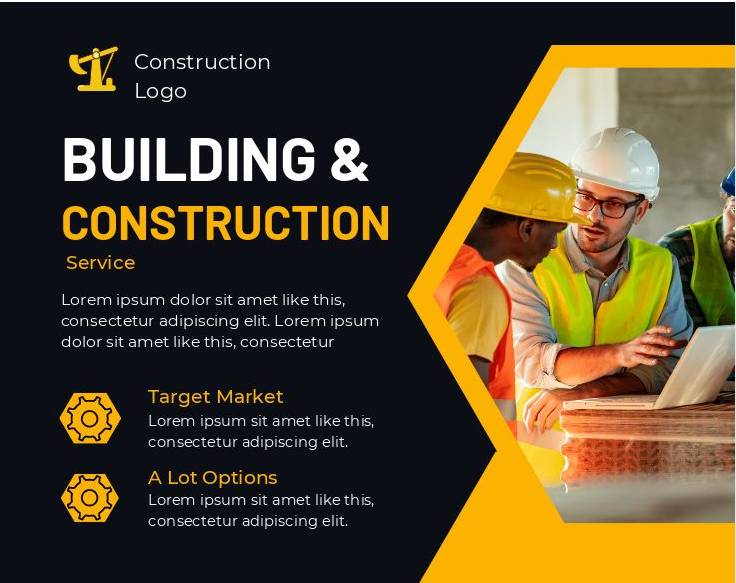 Construction
Logo
BUILDING &
CONSTRUCTION
Service
Lorem ipsum dolor sit amet like this,
consectetur adipiscing elit. Lorem ipsum
dolor sit amet like this, consectetur
Target Market
Lorem ipsum sit amet like this,
consectetur adipiscing elit.
A Lot Options
Lorem ipsum sit amet like this,
consectetur adipiscing elit.